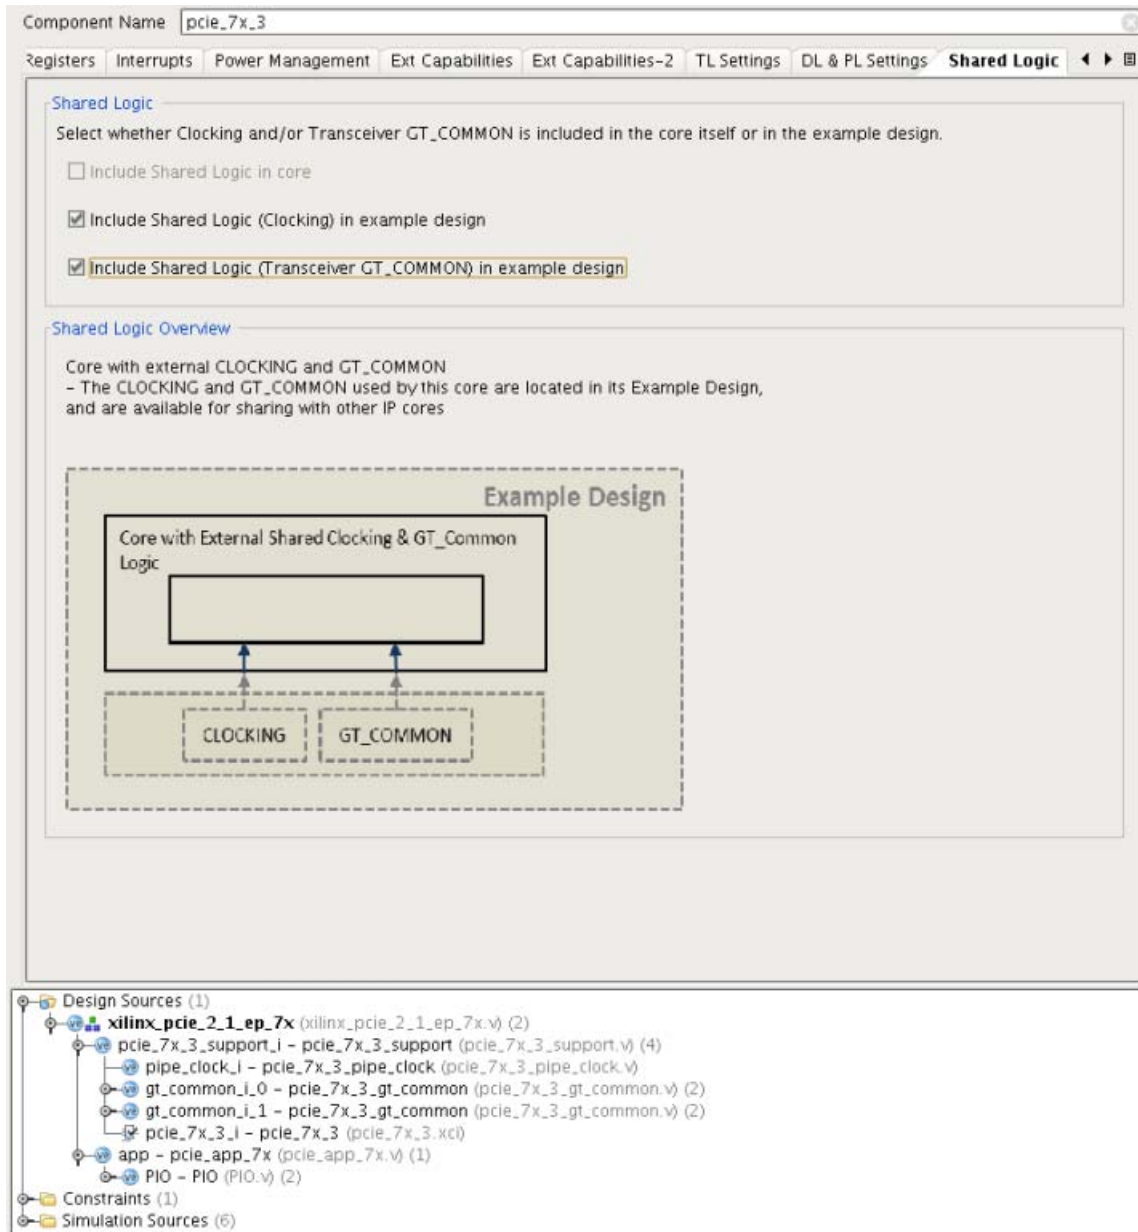 Component Name pcie_7x_3
Registers Interrupts Power Management Ext Capabilities Ext Capabilities-2 TL Settings DL & PL Settings Shared Logic
Shared Logic
Select whether Clocking and/or Transceiver GT_COMMON is included in the core itself or in the example design.
Include Shared Logic in core
Include Shared Logic (Clocking) in example design
Include Shared Logic (Transceiver GT_COMMON) in example design
Shared Logic Overview
Core with external CLOCKING and GT_COMMON
- The CLOCKING and GT_COMMON used by this core are located in its Example Design,
and are available for sharing with other IP cores
Example Design
Core with External Shared Clocking & GT_Common
Logic
CLOCKING GT_COMMON
Design Sources (1)
xilinx_pcie_2_1_ep_7x (xilinx_pcie_2_1_ep_7x.v) (2)
pcie_7x_3_support_i - pcie_7x_3_support (pcie_7x_3_support.v) (4)
pipe_clock_i - pcie_7x_3_pipe_clock (pcie_7x_3_pipe_clock.v)
gt_common_i_0 - pcie_7x_3_gt_common (pcie_7x_3_gt_common.v) (2)
gt_common_i_1 - pcie_7x_3_gt_common (pcie_7x_3_gt_common.v) (2)
pcie_7x_3_i - pcie_7x_3 (pcie_7x_3.xci)
app - pcie_app_7x (pcie_app_7x.v) (1)
PIO - PIO (PIO.v) (2)
Constraints (1)
Simulation Sources (6)